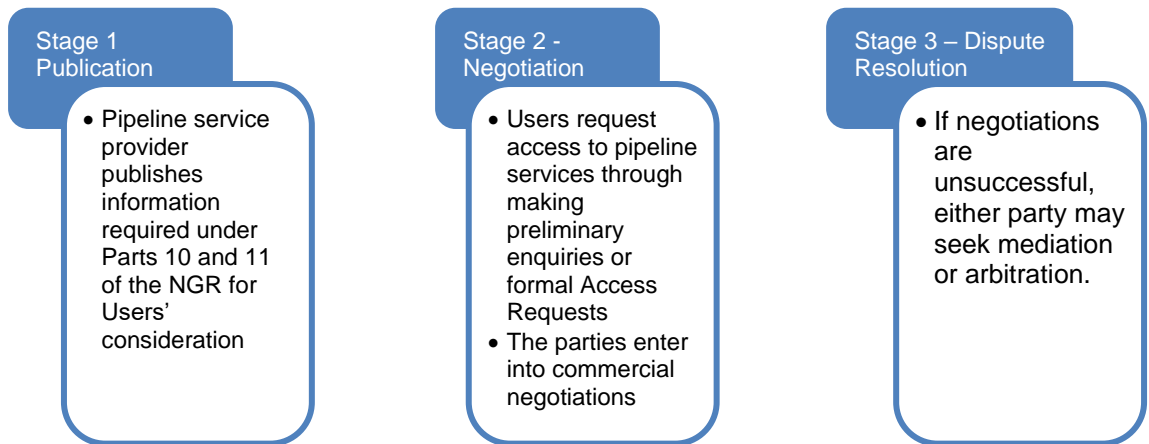 Stage 1
Publication
• Pipeline service
provider
publishes
information
required under
Parts 10 and 11
of the NGR for
Users’
consideration
Stage 2 -
Negotiation
• Users request
access to pipeline
services through
making
preliminary
enquiries or
formal Access
Requests
• The parties enter
into commercial
negotiations
Stage 3 – Dispute
Resolution
• If negotiations
are
unsuccessful,
either party may
seek mediation
or arbitration.